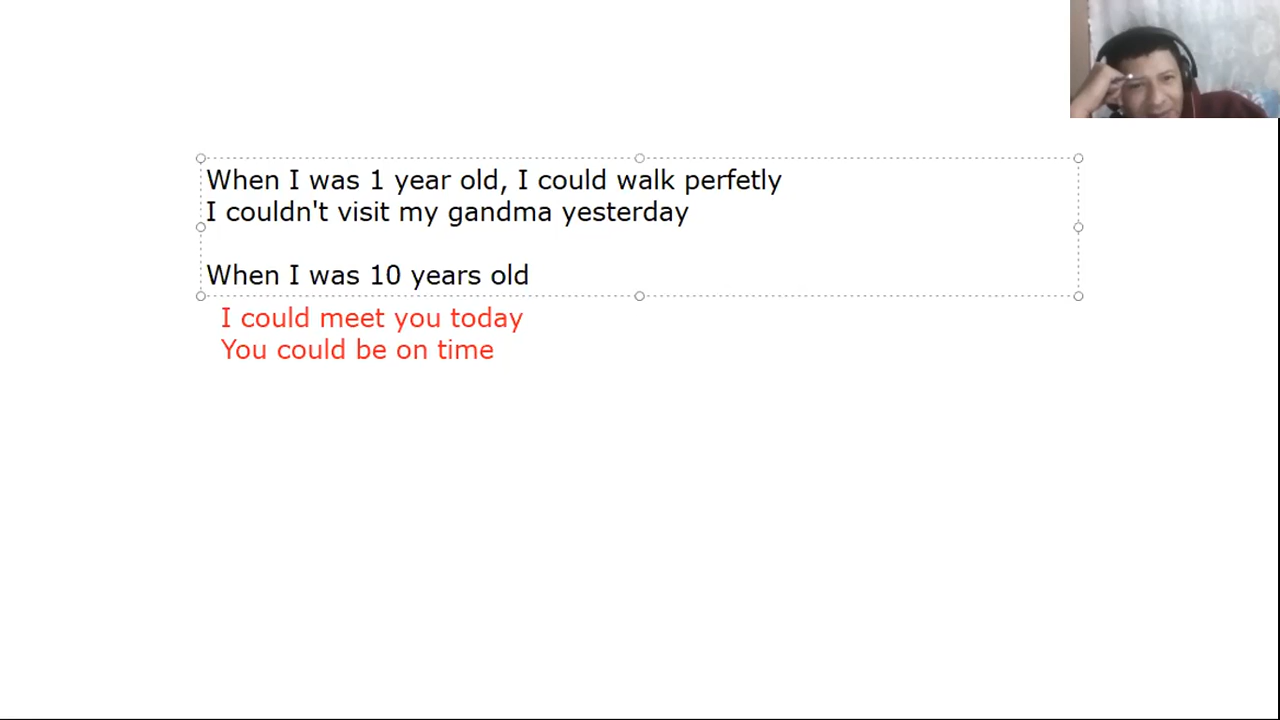 When I was 1 year old, I could walk perfetly
I couldn't visit my gandma yesterday
When I was 10 years old
I could meet you today
You could be on time